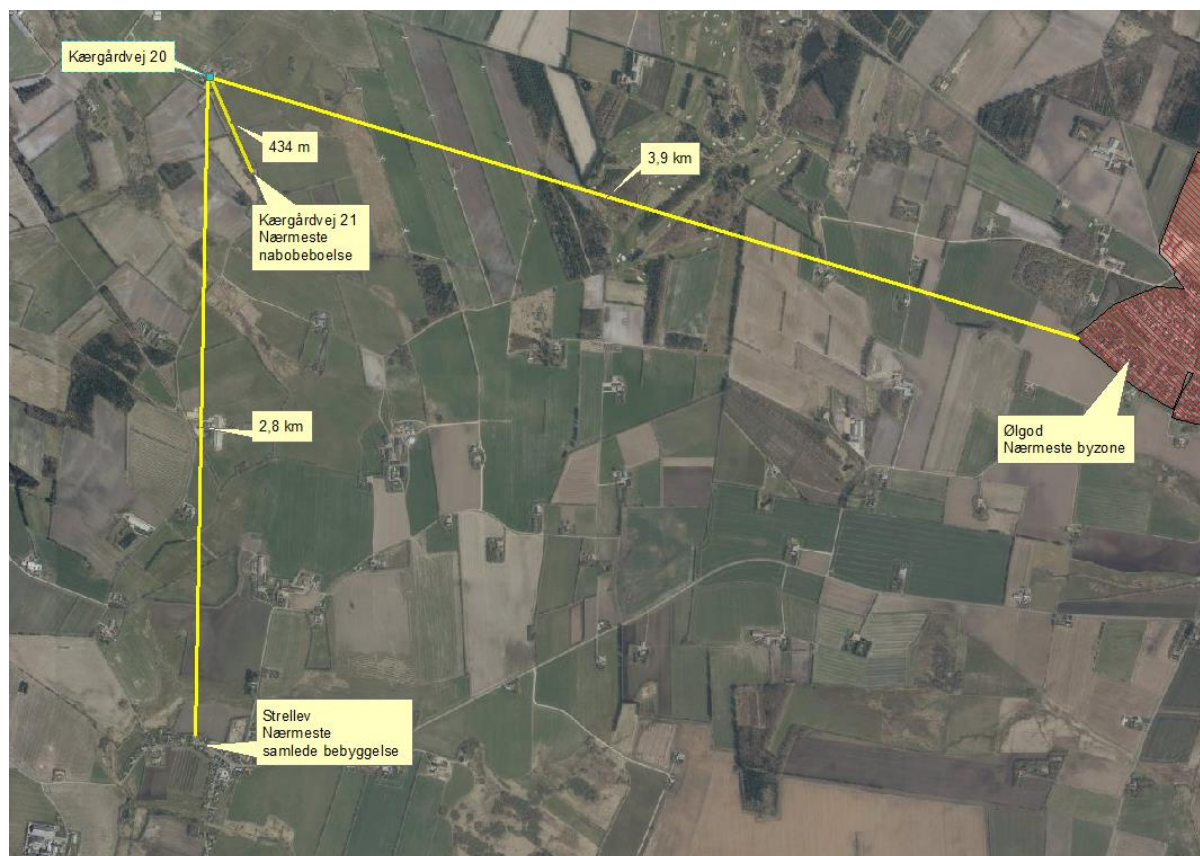 Kærgårdvej 20
434 m
3,9 km
Kærgårdvej 21
Nærmeste
nabobeboelse
2,8 km
Ølgod
Nærmeste byzone
Strellev
Nærmeste
samlede bebyggelse